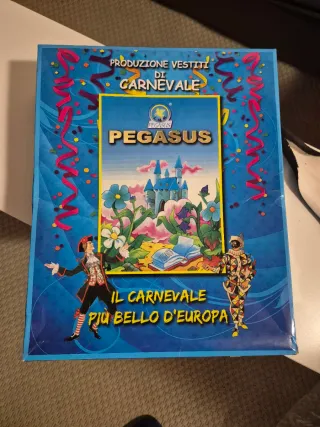 PRODUZIONE VESTITI
DI
CARNEVALE
PEGASUS
IL CARNEVALE
PIU BELLO D'EUROPA